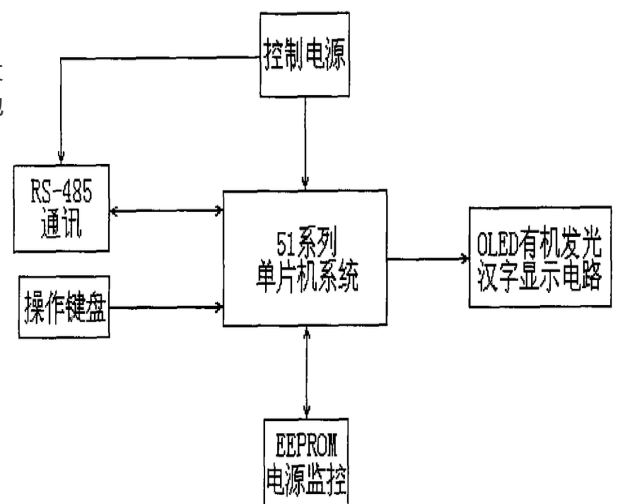 控制电源
RS-485
通讯
51系列
单片机系统
OLED有机发光
汉字显示电路
操作键盘
EEPROM
电源监控